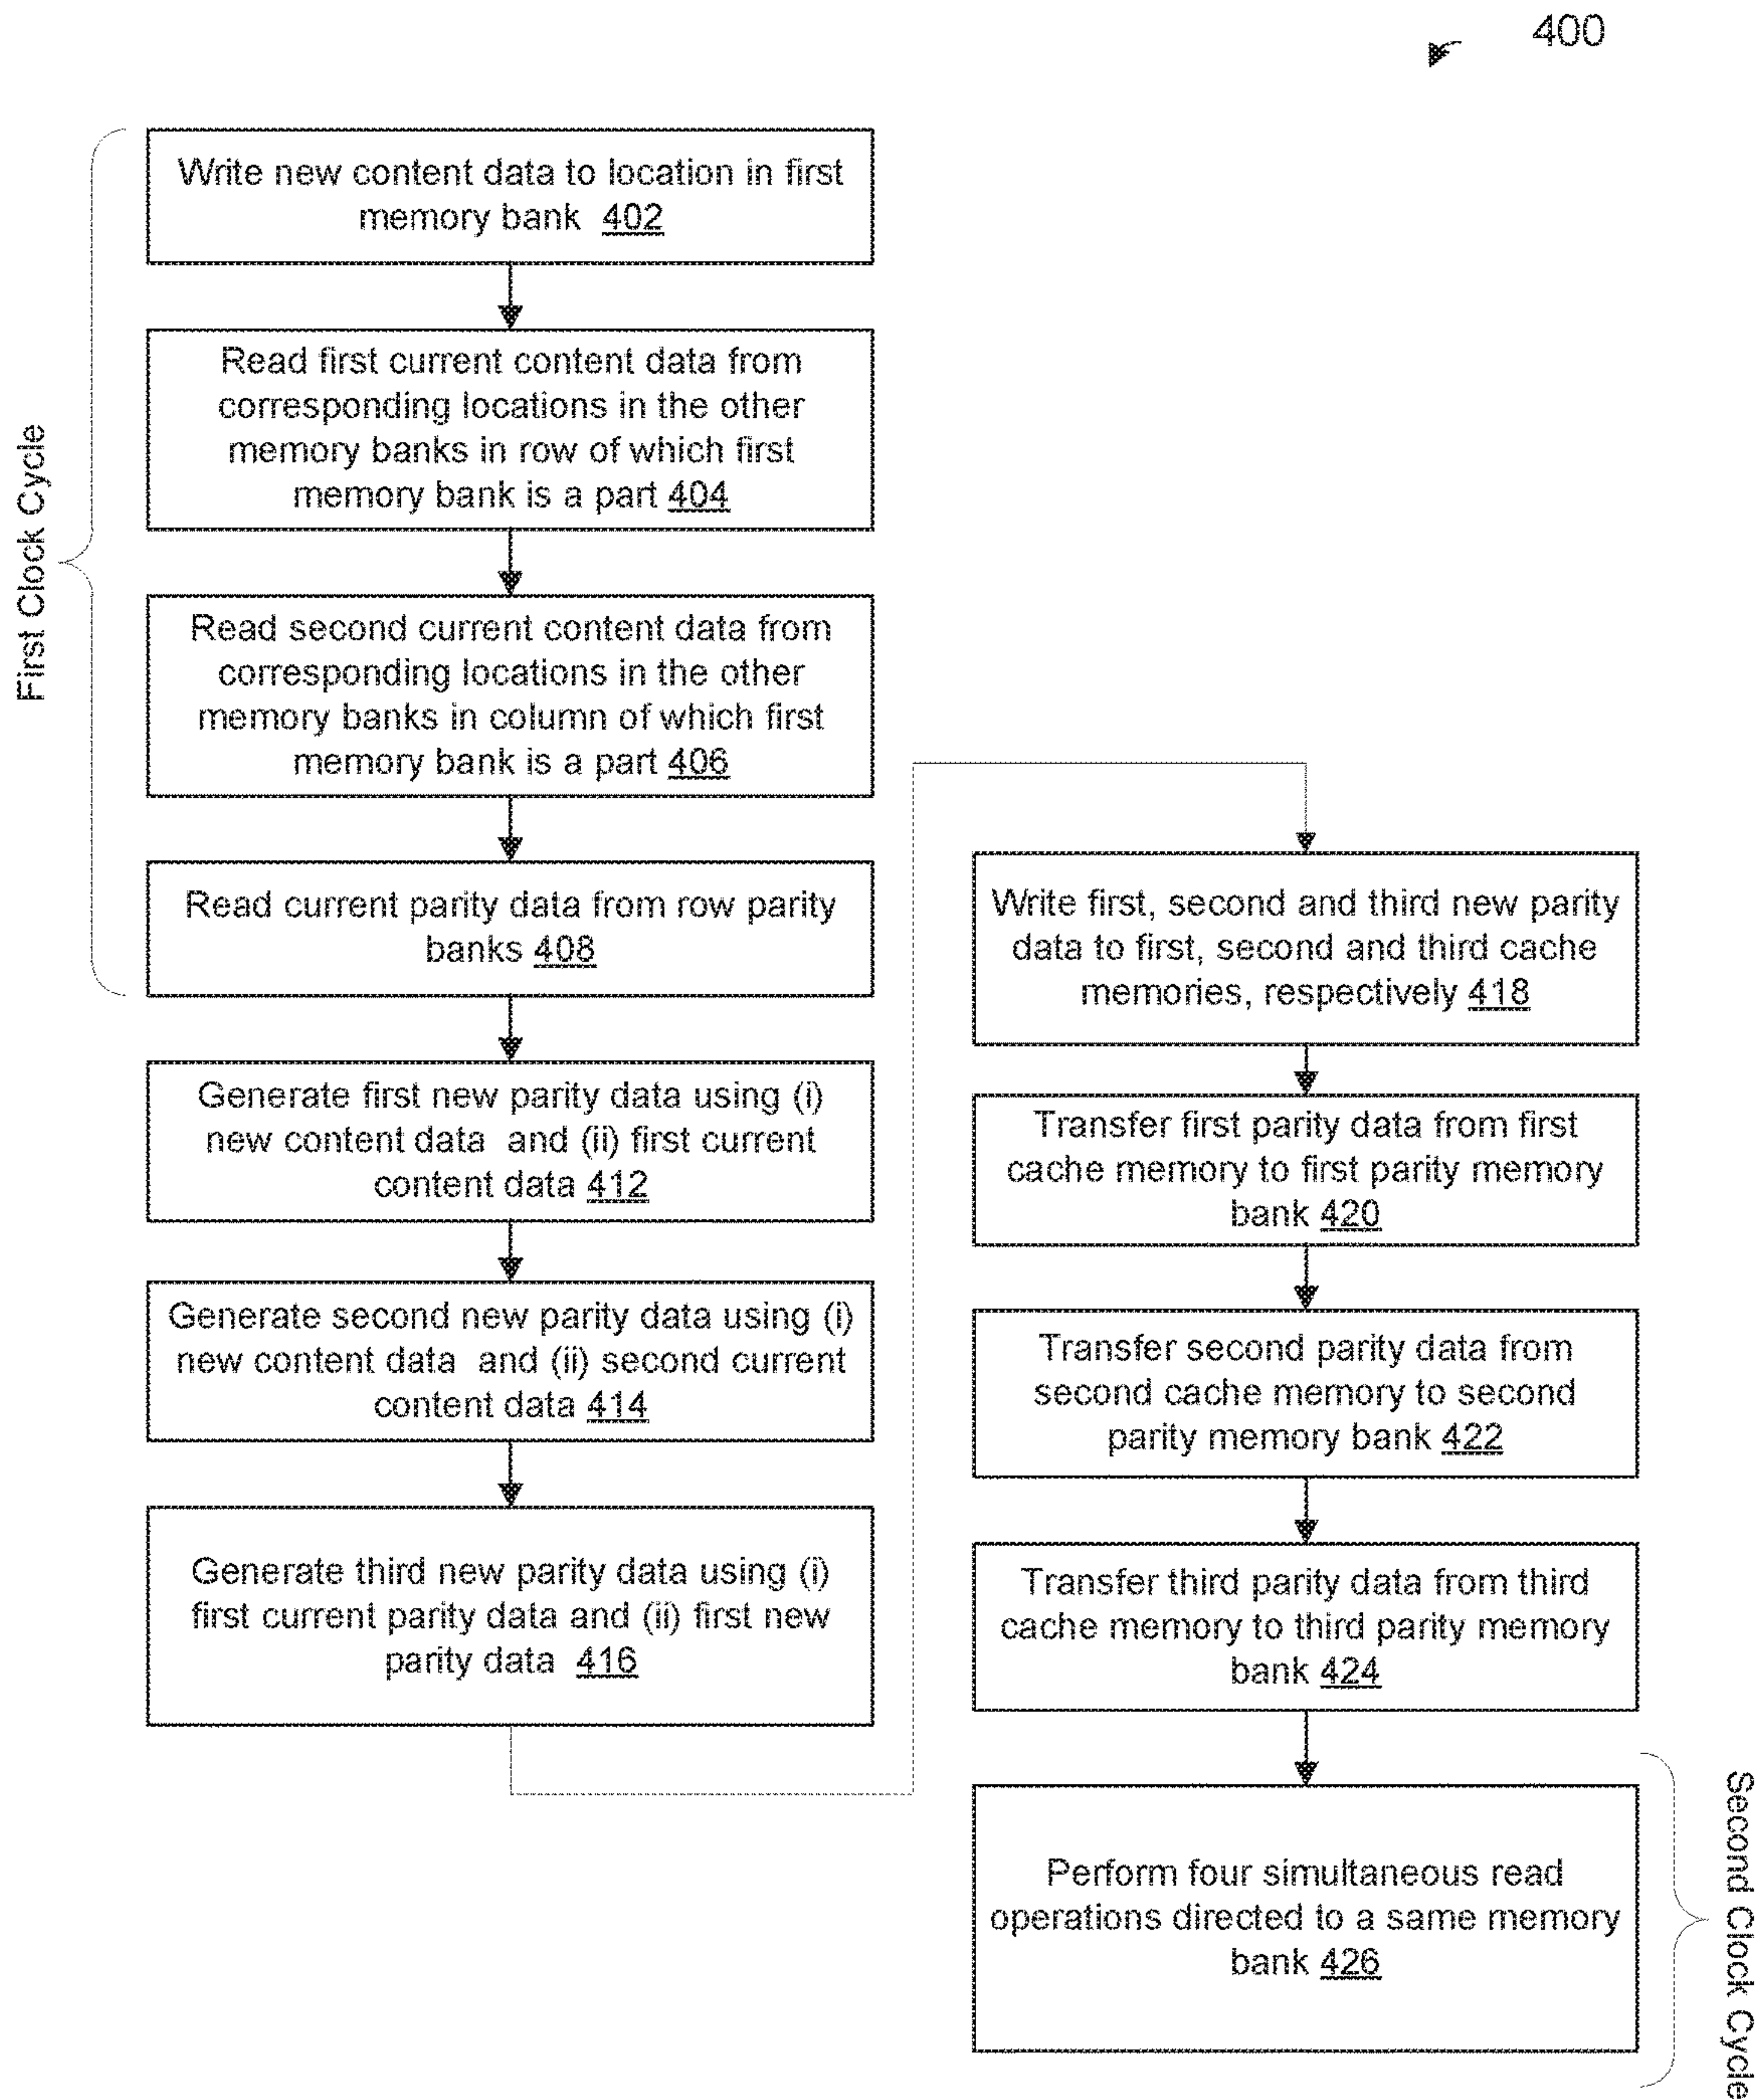 400
First Clock Cycle
Write new content data to location in first
memory bank 402
Read first current content data from
corresponding locations in the other
memory banks in row of which first
memory bank is a part 404
Read second current content data from
corresponding locations in the other
memory banks in column of which first
memory bank is a part 406
Read current parity data from row parity
banks 408
Generate first new parity data using (i)
new content data and (ii) first current
content data 412
Generate second new parity data using (i)
new content data and (ii) second current
content data 414
Generate third new parity data using (i)
first current parity data and (ii) first new
parity data 416
Write first, second and third new parity
data to first, second and third cache
memories, respectively 418
Transfer first parity data from first
cache memory to first parity memory
bank 420
Transfer second parity data from
second cache memory to second
parity memory bank 422
Transfer third parity data from third
cache memory to third parity memory
bank 424
Perform four simultaneous read
operations directed to a same memory
bank 426
Second Clock Cycle